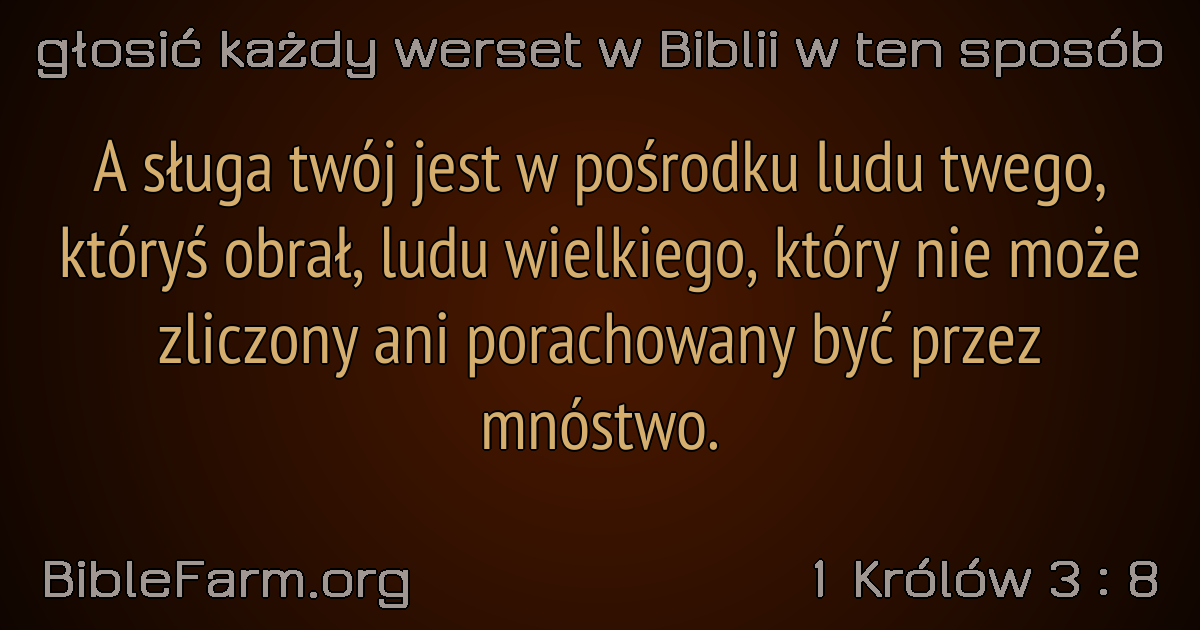 głosić każdy werset w Biblii w ten sposób
A sługa twój jest w pośrodku ludu twego,
któryś obrał, ludu wielkiego, który nie może
zliczony ani porachowany być przez
mnóstwo.
BibleFarm.org
1 Królów 3 : 8